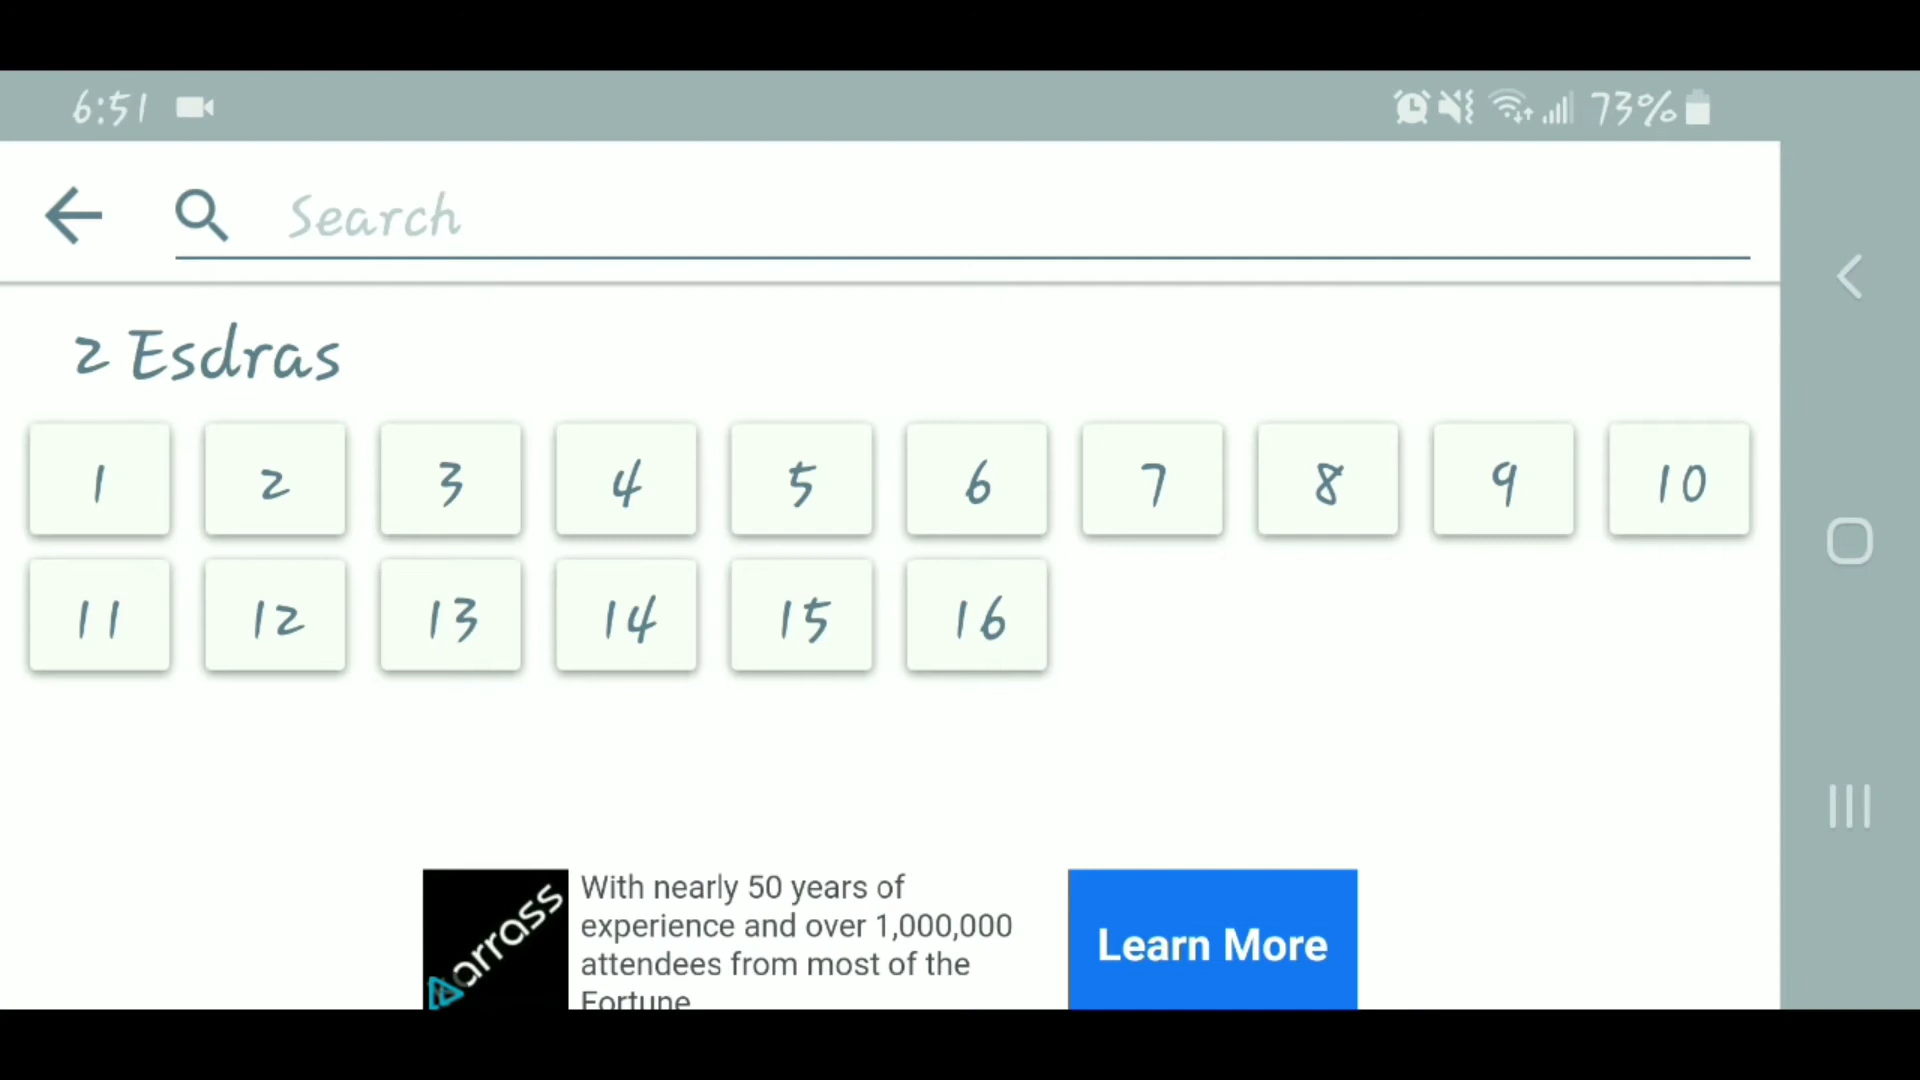 6:51
73%
Search
2 Esdras
1 2 3 4 5 6 7 8 9 10
11 12 13 14 15 16
arrass
With nearly 50 years of
experience and over 1,000,000
attendees from most of the
Fortune
Learn More